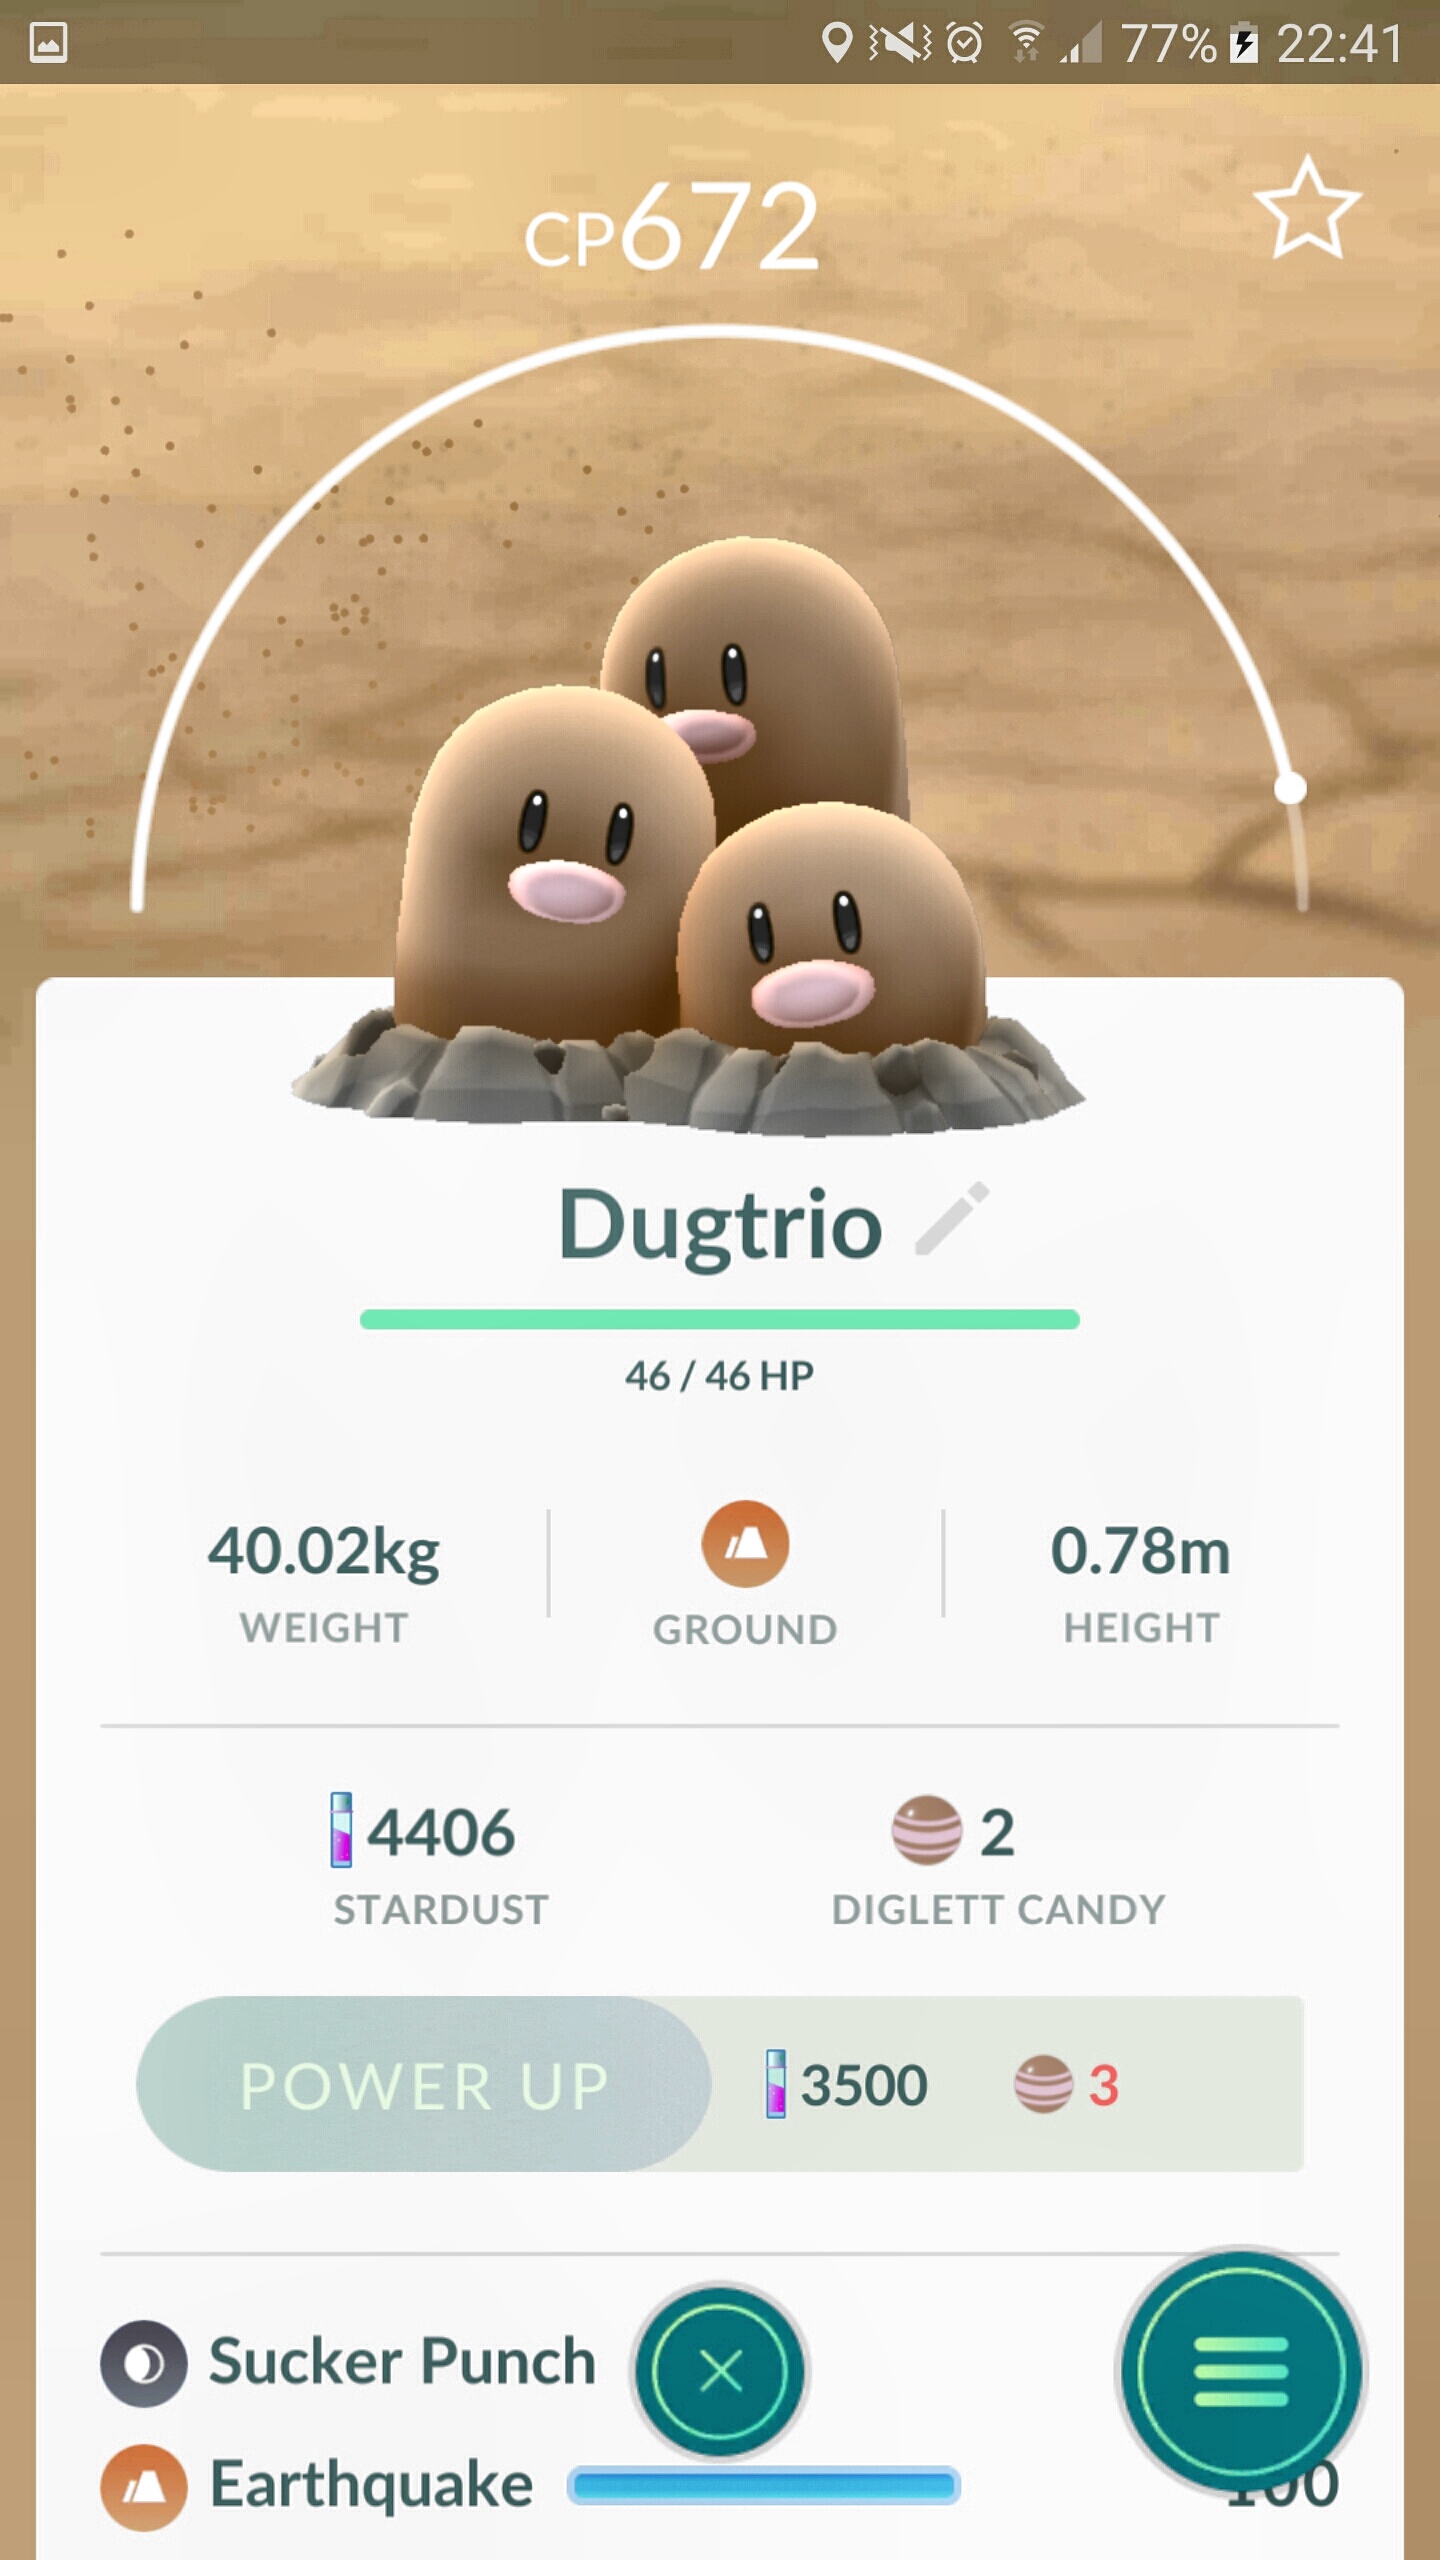 77% 22:41
CP672
Dugtrio
46 / 46 HP
40.02kg GROUND 0.78m
WEIGHT HEIGHT
4406 2
STARDUST DIGLETT CANDY
POWER UP 3500 3
Sucker Punch
Earthquake 100